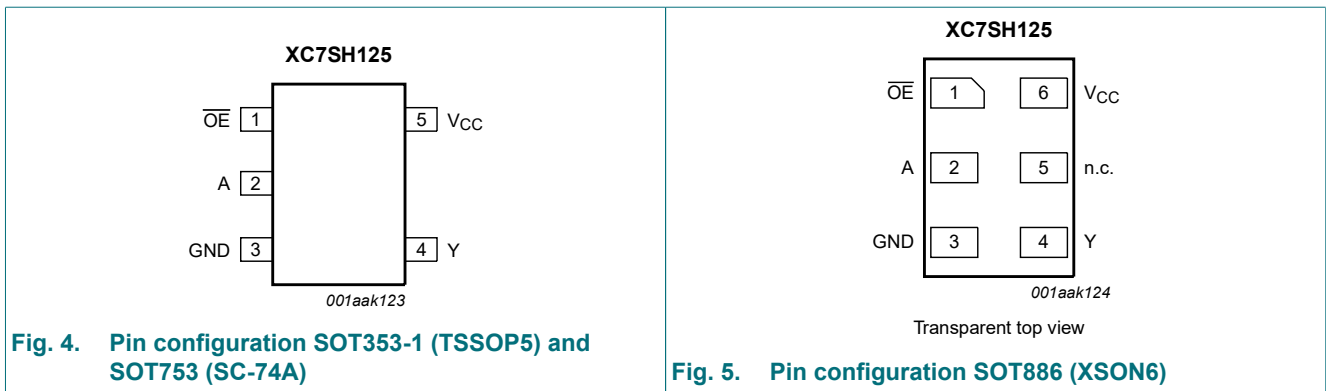 XC7SH125
O̅E̅ 1
5 VCC
A 2
GND 3
4 Y
001aak123
Fig. 4. Pin configuration SOT353-1 (TSSOP5) and
SOT753 (SC-74A)
XC7SH125
O̅E̅ 1
6 VCC
A 2
5 n.c.
GND 3
4 Y
001aak124
Transparent top view
Fig. 5. Pin configuration SOT886 (XSON6)